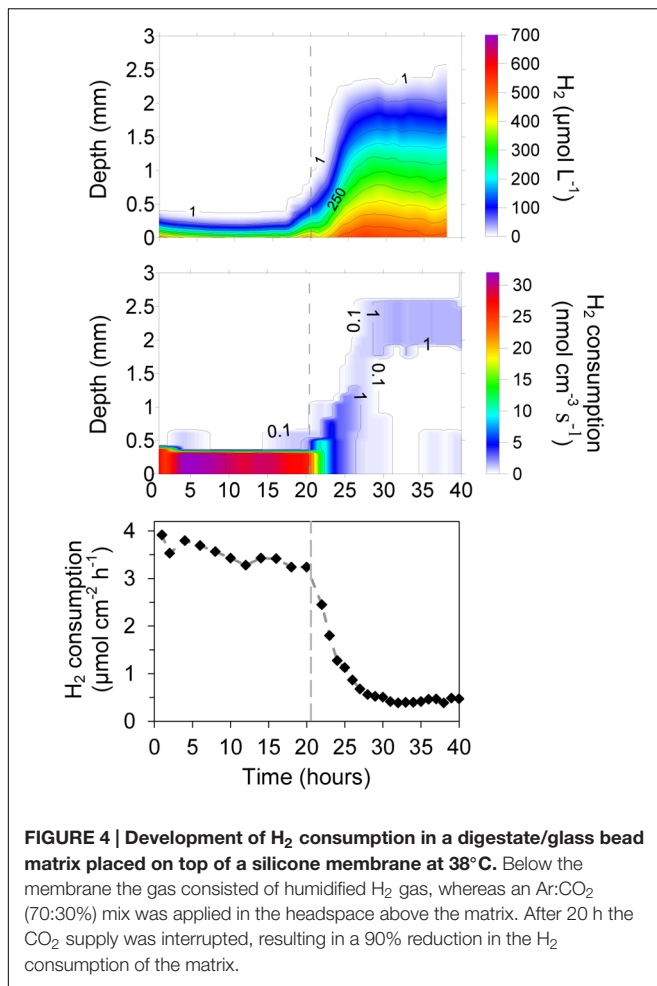 3
2.5
2
1.5
1
0.5
0
Depth (mm)
1
1
1
250
700
600
500
400
300
200
100
0
H₂ (µmol L⁻¹)
3
2.5
2
1.5
1
0.5
0
Depth (mm)
0.1
0.1
1
0.1
1
1
30
25
20
15
10
5
0
H₂ consumption
(nmol cm⁻³ s⁻¹)
0 5 10 15 20 25 30 35 40
4
3
2
1
0
H₂ consumption
(µmol cm⁻² h⁻¹)
0 5 10 15 20 25 30 35 40
Time (hours)
FIGURE 4 | Development of H₂ consumption in a digestate/glass bead
matrix placed on top of a silicone membrane at 38°C. Below the
membrane the gas consisted of humidified H₂ gas, whereas an Ar:CO₂
(70:30%) mix was applied in the headspace above the matrix. After 20 h the
CO₂ supply was interrupted, resulting in a 90% reduction in the H₂
consumption of the matrix.